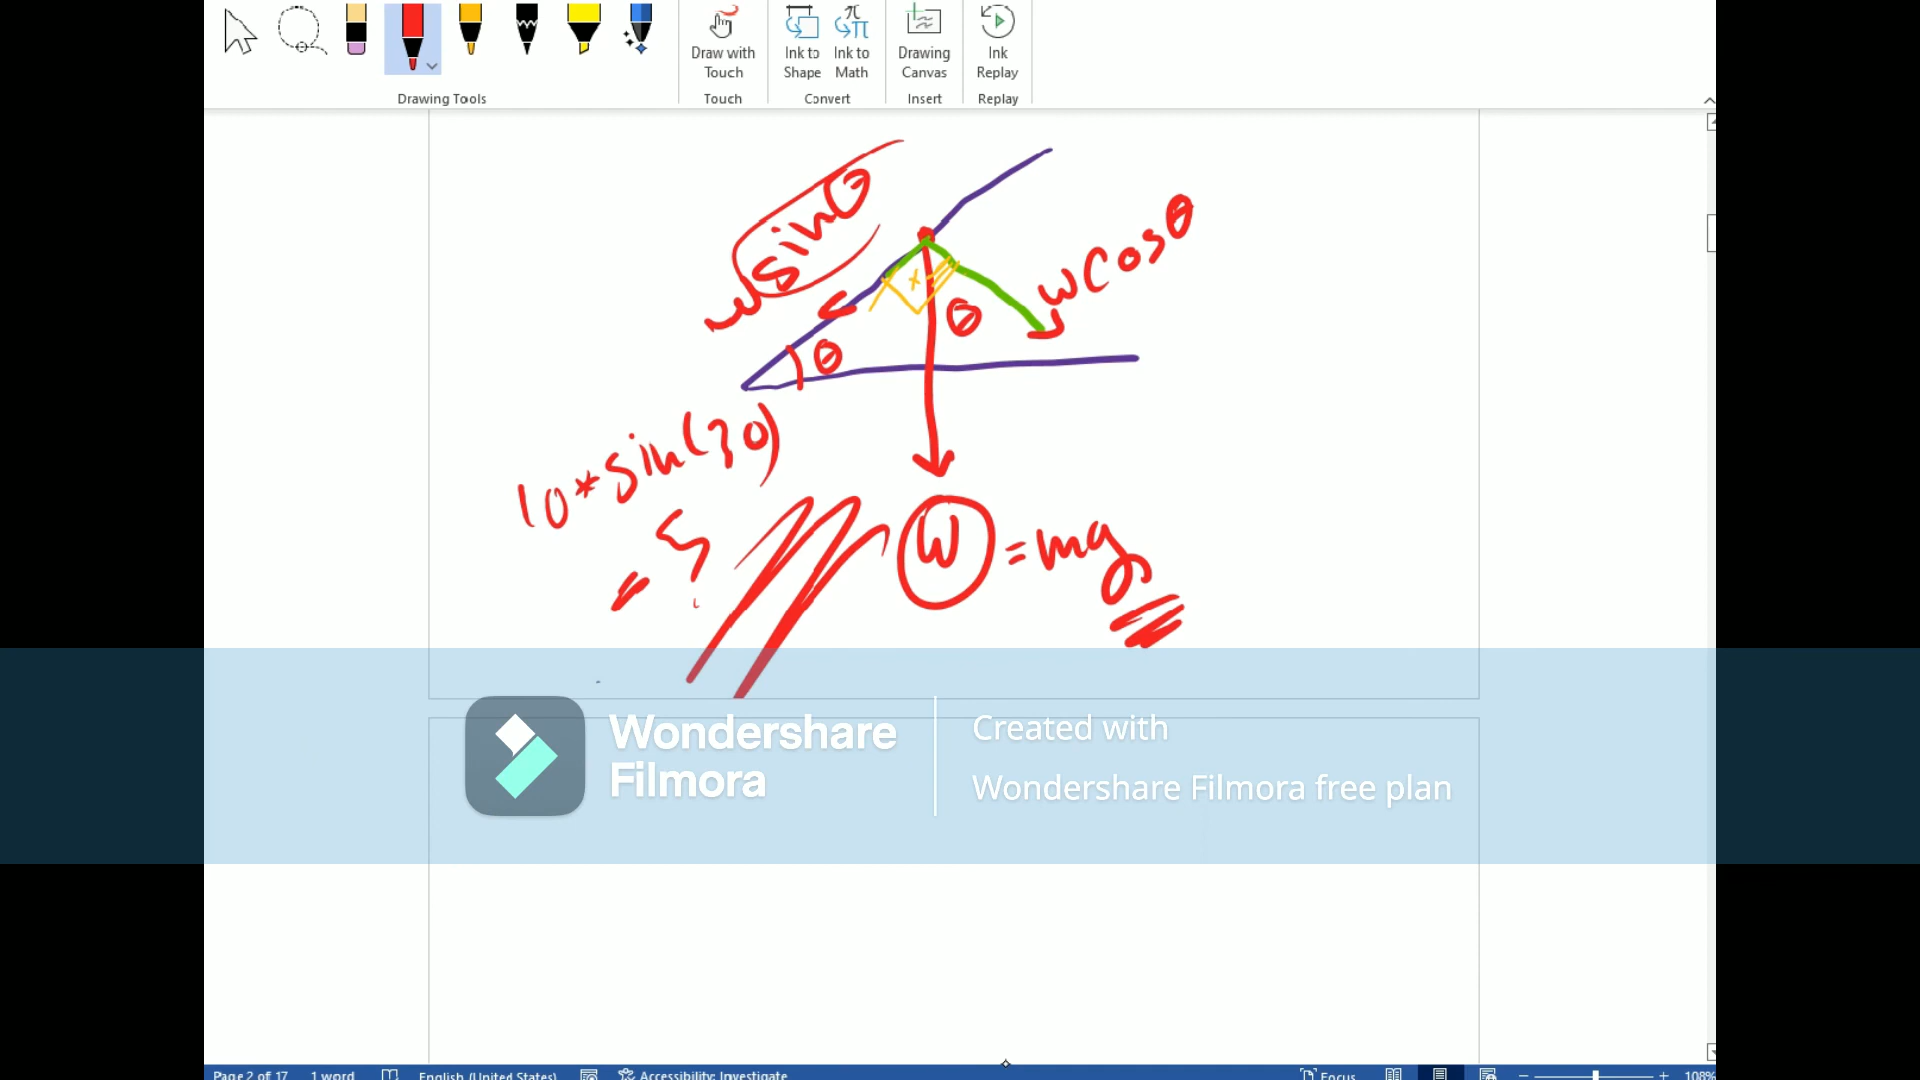 Draw with Touch
Ink to Shape
Ink to Math
Drawing Canvas
Ink Replay
Drawing Tools
Touch
Convert
Insert
Replay
wsinθ
wcosθ
θ
x
θ
10*sin(30)
= ?
W = mg
Wondershare
Filmora
Created with
Wondershare Filmora free plan
Page 2 of 17 1 word English (United States) Accessibility: Investigate Focus 108%